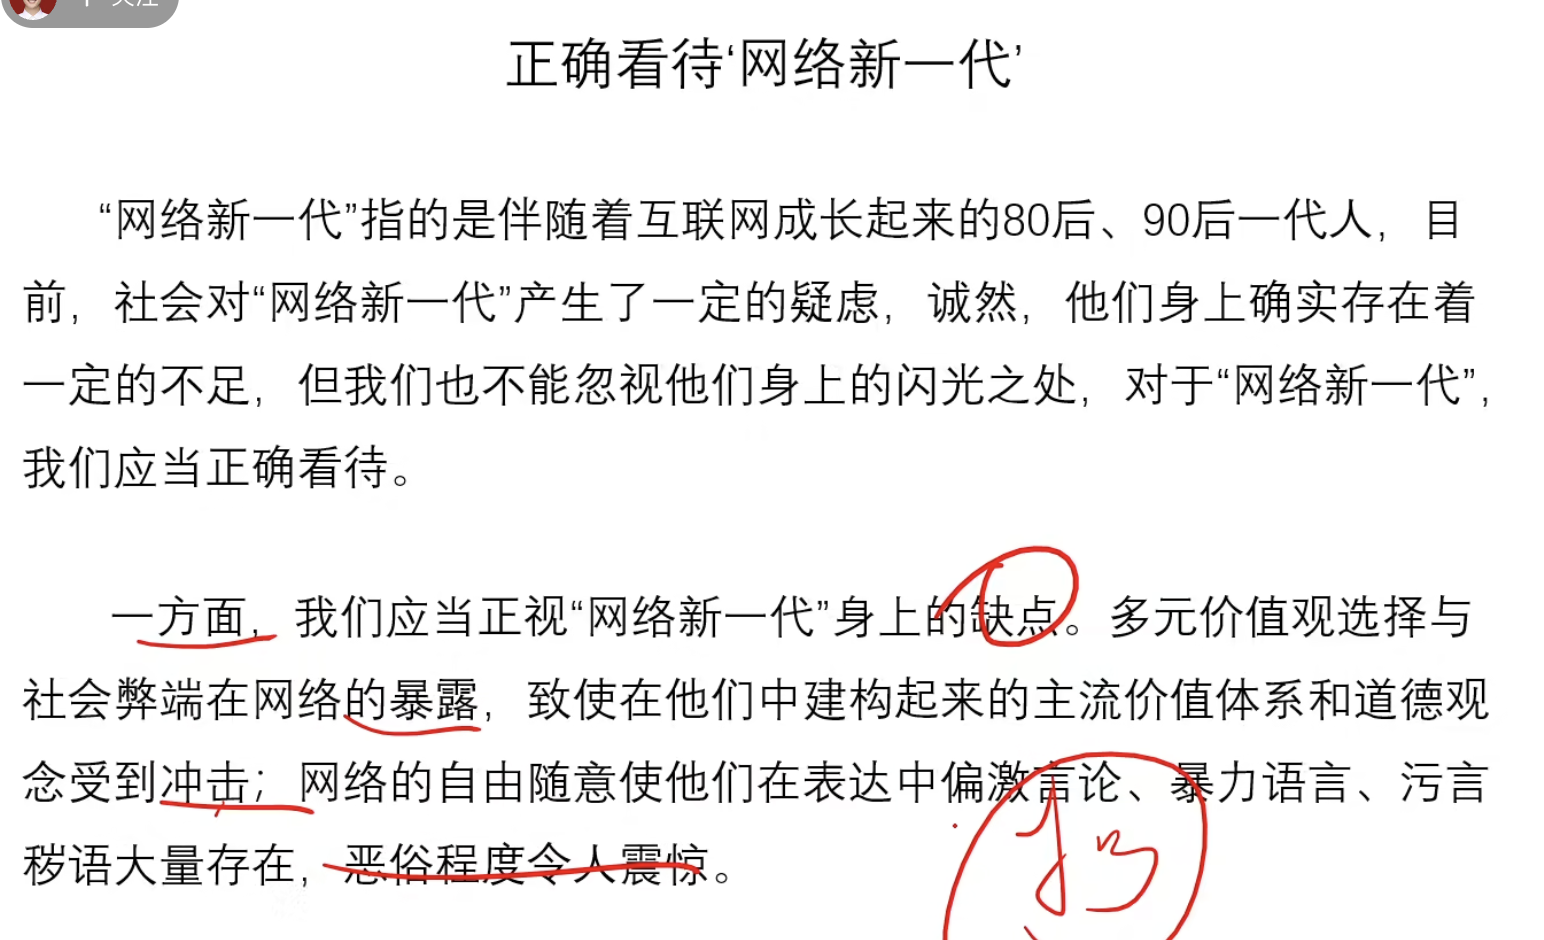 正确看待‘网络新一代’
“网络新一代”指的是伴随着互联网成长起来的80后、90后一代人，目
前，社会对“网络新一代”产生了一定的疑虑，诚然，他们身上确实存在着
一定的不足，但我们也不能忽视他们身上的闪光之处，对于“网络新一代”，
我们应当正确看待。
一方面，我们应当正视“网络新一代”身上的缺点。多元价值观选择与
社会弊端在网络的暴露，致使在他们中建构起来的主流价值体系和道德观
念受到冲击；网络的自由随意使他们在表达中偏激言论、暴力语言、污言
秽语大量存在，恶俗程度令人震惊。